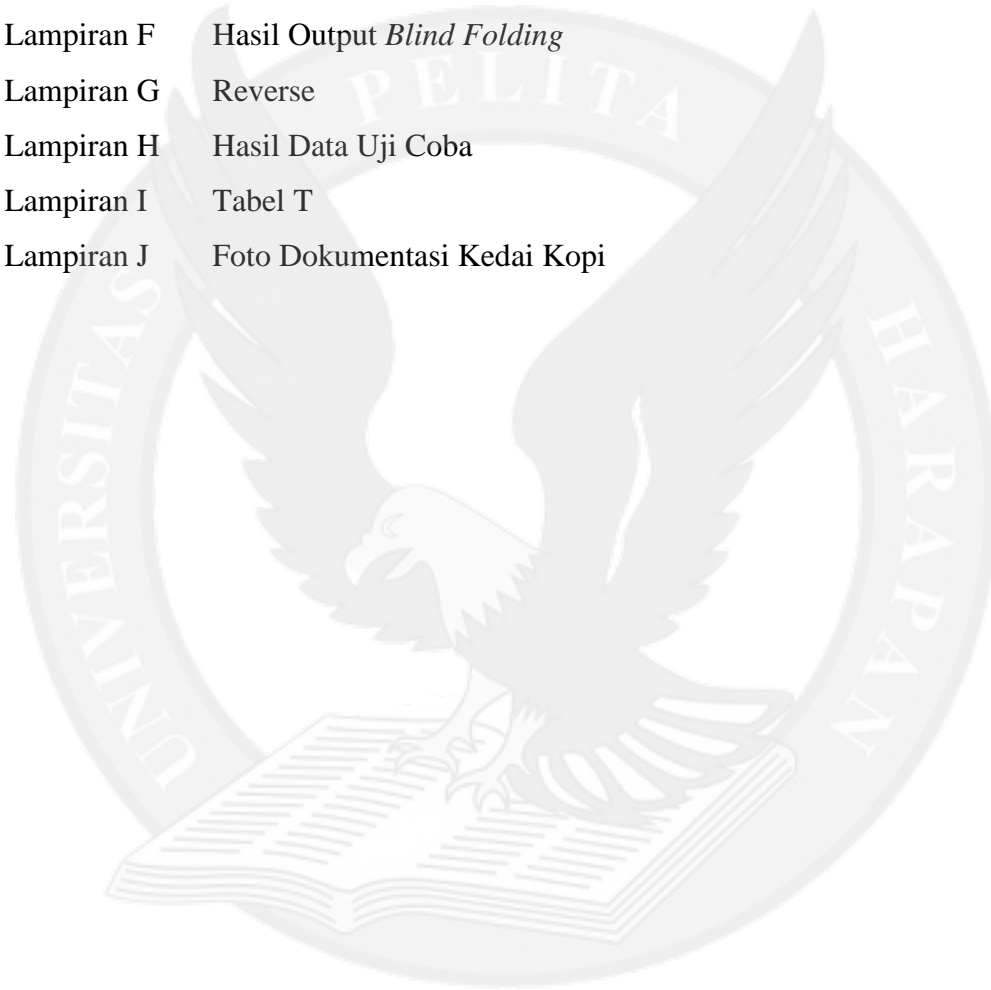 Lampiran F Hasil Output Blind Folding
Lampiran G Reverse
Lampiran H Hasil Data Uji Coba
Lampiran I Tabel T
Lampiran J Foto Dokumentasi Kedai Kopi
UNIVERSITAS PELITA HARAPAN